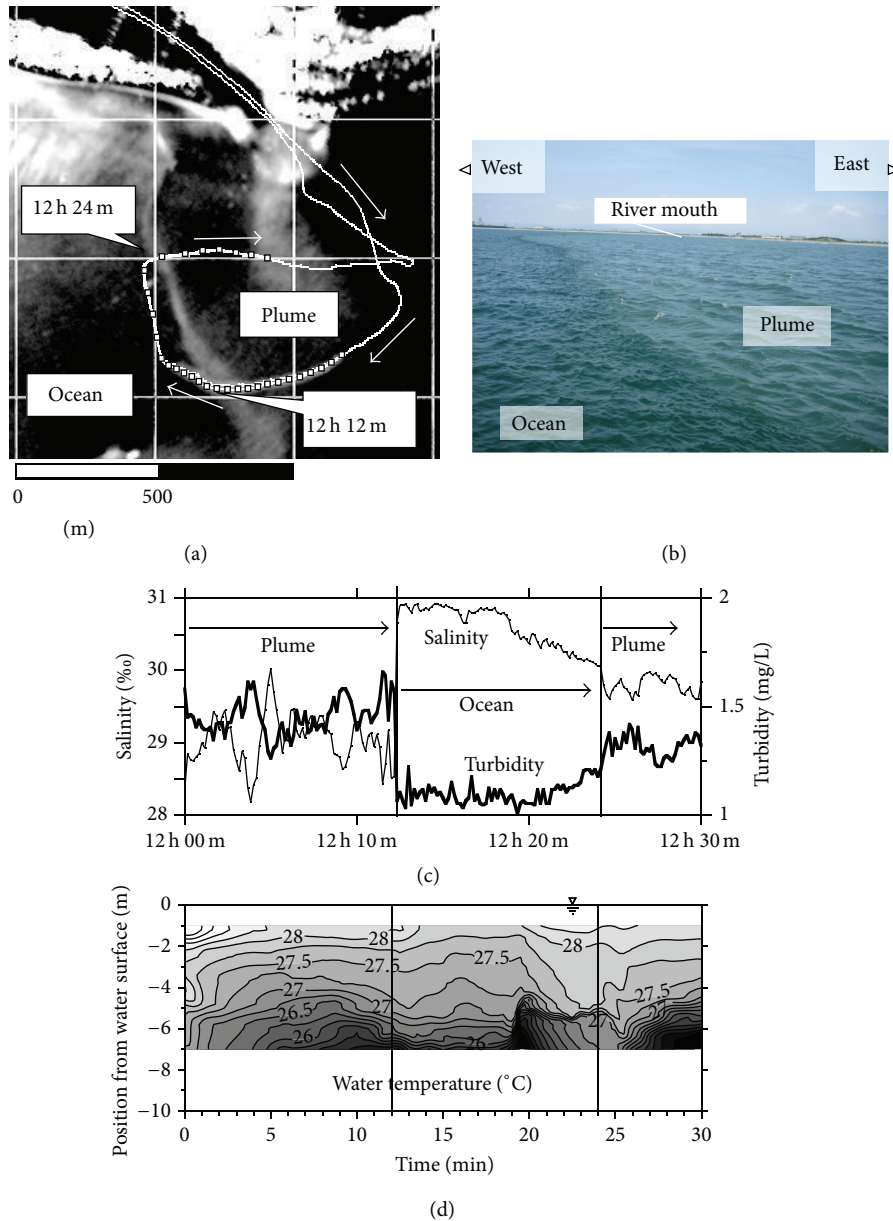 12 h 24 m
Plume
Ocean
12 h 12 m
0 500
(m)
(a)
West
East
River mouth
Plume
Ocean
(b)
Salinity (‰)
31
30
29
28
Plume
Salinity
Plume
Ocean
Turbidity
2
1.5
1
Turbidity (mg/L)
12 h 00 m 12 h 10 m 12 h 20 m 12 h 30 m
(c)
Position from water surface (m)
0
−2
−4
−6
−8
−10
28 28 28
27.5 27.5 27.5 27.5
27 27 27 27
26.5
26 26
Water temperature (°C)
0 5 10 15 20 25 30
Time (min)
(d)